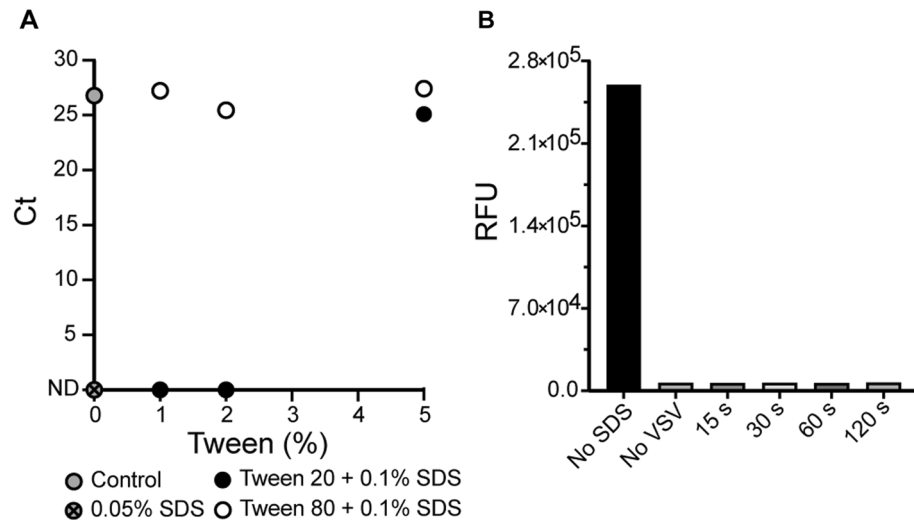 A
30
25
20
15
10
5
ND
Ct
0 1 2 3 4 5
Tween (%)
Control
Tween 20 + 0.1% SDS
0.05% SDS
Tween 80 + 0.1% SDS
B
2.8×10⁵
2.1×10⁵
1.4×10⁵
7.0×10⁴
0.0
RFU
No SDS
No VSV
15 s
30 s
60 s
120 s